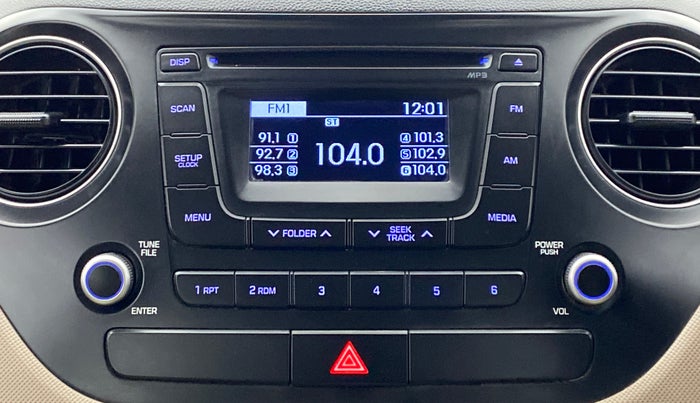 DISP
MP3
SCAN
FM1 12:01 FM
ST
91.1 1 4 101.3
92.7 2 104.0 5 102.9
98.3 3 6 104.0
SETUP
CLOCK
AM
MENU
MEDIA
FOLDER
SEEK
TRACK
TUNE
FILE
POWER
PUSH
1 RPT 2 RDM 3 4 5 6
ENTER
VOL